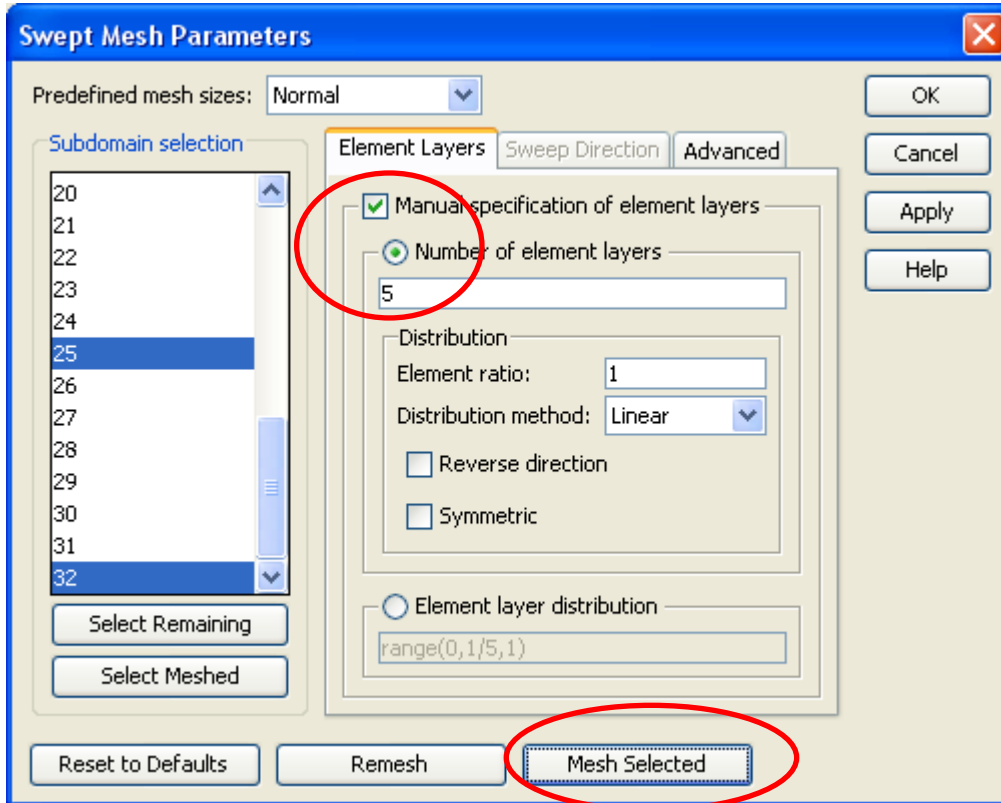 Swept Mesh Parameters
Predefined mesh sizes: Normal
OK
Subdomain selection
Element Layers Sweep Direction Advanced
Cancel
20
21
22
23
24
25
26
27
28
29
30
31
32
Manual specification of element layers
Apply
Number of element layers
Help
5
Distribution
Element ratio: 1
Distribution method: Linear
Reverse direction
Symmetric
Element layer distribution
range(0,1/5,1)
Select Remaining
Select Meshed
Reset to Defaults Remesh Mesh Selected